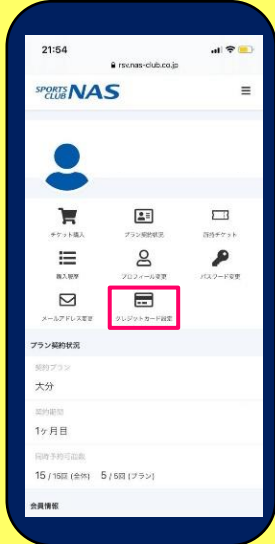 21:54
rsv.nas-club.co.jp
SPORTS CLUB NAS
チケット購入
プラン契約状況
招待チケット
購入履歴
プロフィール変更
パスワード変更
メールアドレス変更
クレジットカード設定
プラン契約状況
契約プラン
大分
契約期間
1ヶ月目
同時予約可能数
15 / 15回 (全体) 5 / 5回 (プラン)
会員情報